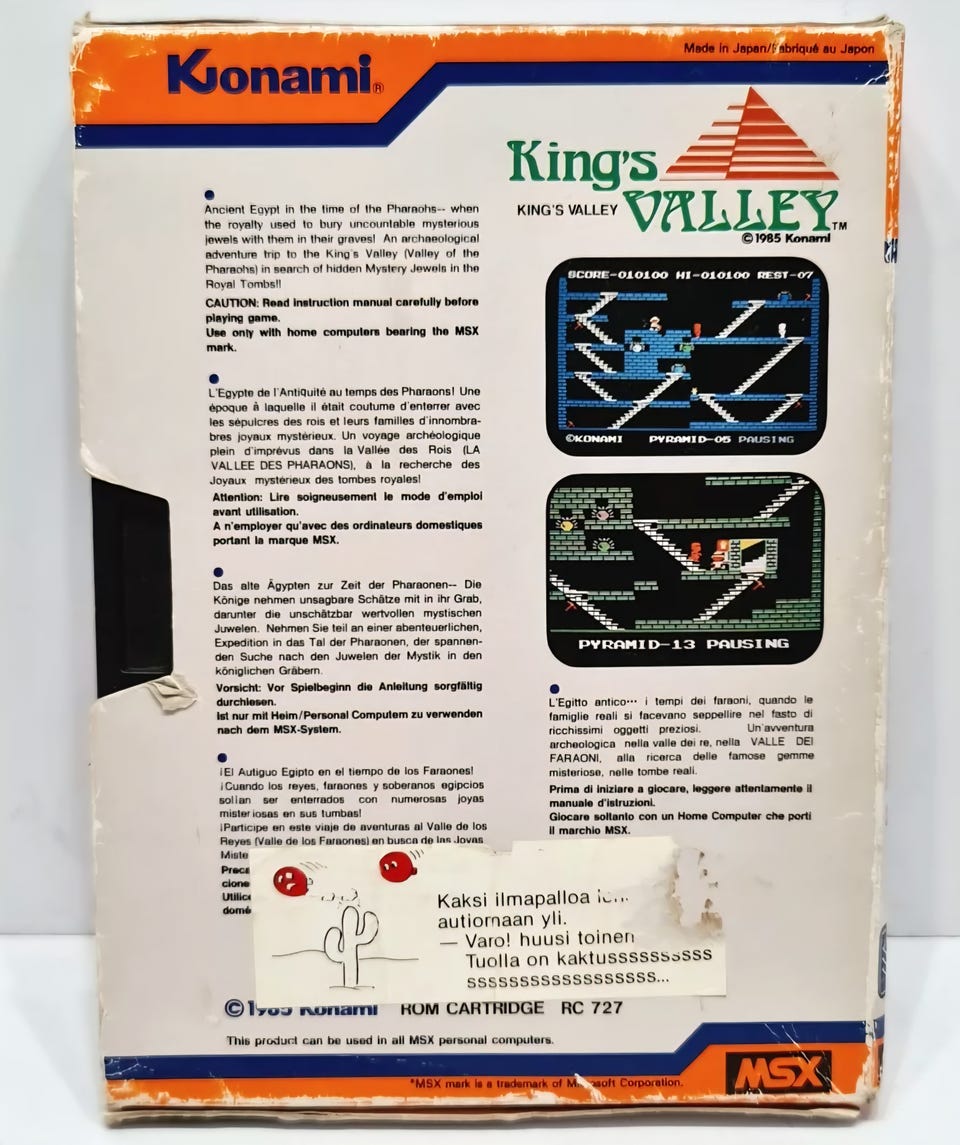 Konami®
Made in Japan/Fabriqué au Japon
King's
VALLEY™
KING'S VALLEY
©1985 Konami
Ancient Egypt in the time of the Pharaohs-- when
the royalty used to bury uncountable mysterious
jewels with them in their graves! An archaeological
adventure trip to the King's Valley (Valley of the
Pharaohs) in search of hidden Mystery Jewels in the
Royal Tombs!!
CAUTION: Read instruction manual carefully before
playing game.
Use only with home computers bearing the MSX
mark.
L'Egypte de l'Antiquité au temps des Pharaons! Une
époque à laquelle il était coutume d'enterrer avec
les sépulcres des rois et leurs familles d'innombra-
bres joyaux mystérieux. Un voyage archéologique
plein d'imprévus dans la Vallée des Rois (LA
VALLEE DES PHARAONS), à la recherche des
Joyaux mystérieux des tombes royales!
Attention: Lire soigneusement le mode d'emploi
avant utilisation.
A n'employer qu'avec des ordinateurs domestiques
portant la marque MSX.
Das alte Ägypten zur Zeit der Pharaonen-- Die
Könige nehmen unsagbare Schätze mit in ihr Grab,
darunter die unschätzbar wertvollen mystischen
Juwelen. Nehmen Sie teil an einer abenteuerlichen,
Expedition in das Tal der Pharaonen, der spannen-
den Suche nach den Juwelen der Mystik in den
königlichen Gräbern.
Vorsicht: Vor Spielbeginn die Anleitung sorgfältig
durchlesen.
Ist nur mit Heim/Personal Computern zu verwenden
nach dem MSX-System.
¡El Autiguo Egipto en el tiempo de los Faraones!
¡Cuando los reyes, faraones y soberanos egipcios
solían ser enterrados con numerosas joyas
misteriosas en sus tumbas!
¡Participe en este viaje de aventuras al Valle de los
Reyes (Valle de los Faraones) en busca de las Joyas
Miste
Preca
cione
Utilice
domé
SCORE-010100 HI-010100 REST-07
©KONAMI PYRAMID-05 PAUSING
PYRAMID-13 PAUSING
L'Egitto antico··· i tempi dei faraoni, quando le
famiglie reali si facevano seppellire nel fasto di
ricchissimi oggetti preziosi. Un'avventura
archeologica nella valle dei re, nella VALLE DEI
FARAONI, alla ricerca delle famose gemme
misteriose, nelle tombe reali.
Prima di iniziare a giocare, leggere attentamente il
manuale d'istruzioni.
Giocare soltanto con un Home Computer che porti
il marchio MSX.
Kaksi ilmapalloa
autiomaan yli.
— Varo! huusi toinen
Tuolla on kaktusssssssssss
ssssssssssssssssss...
©1985 Konami ROM CARTRIDGE RC 727
This product can be used in all MSX personal computers.
*MSX mark is a trademark of Microsoft Corporation.
MSX